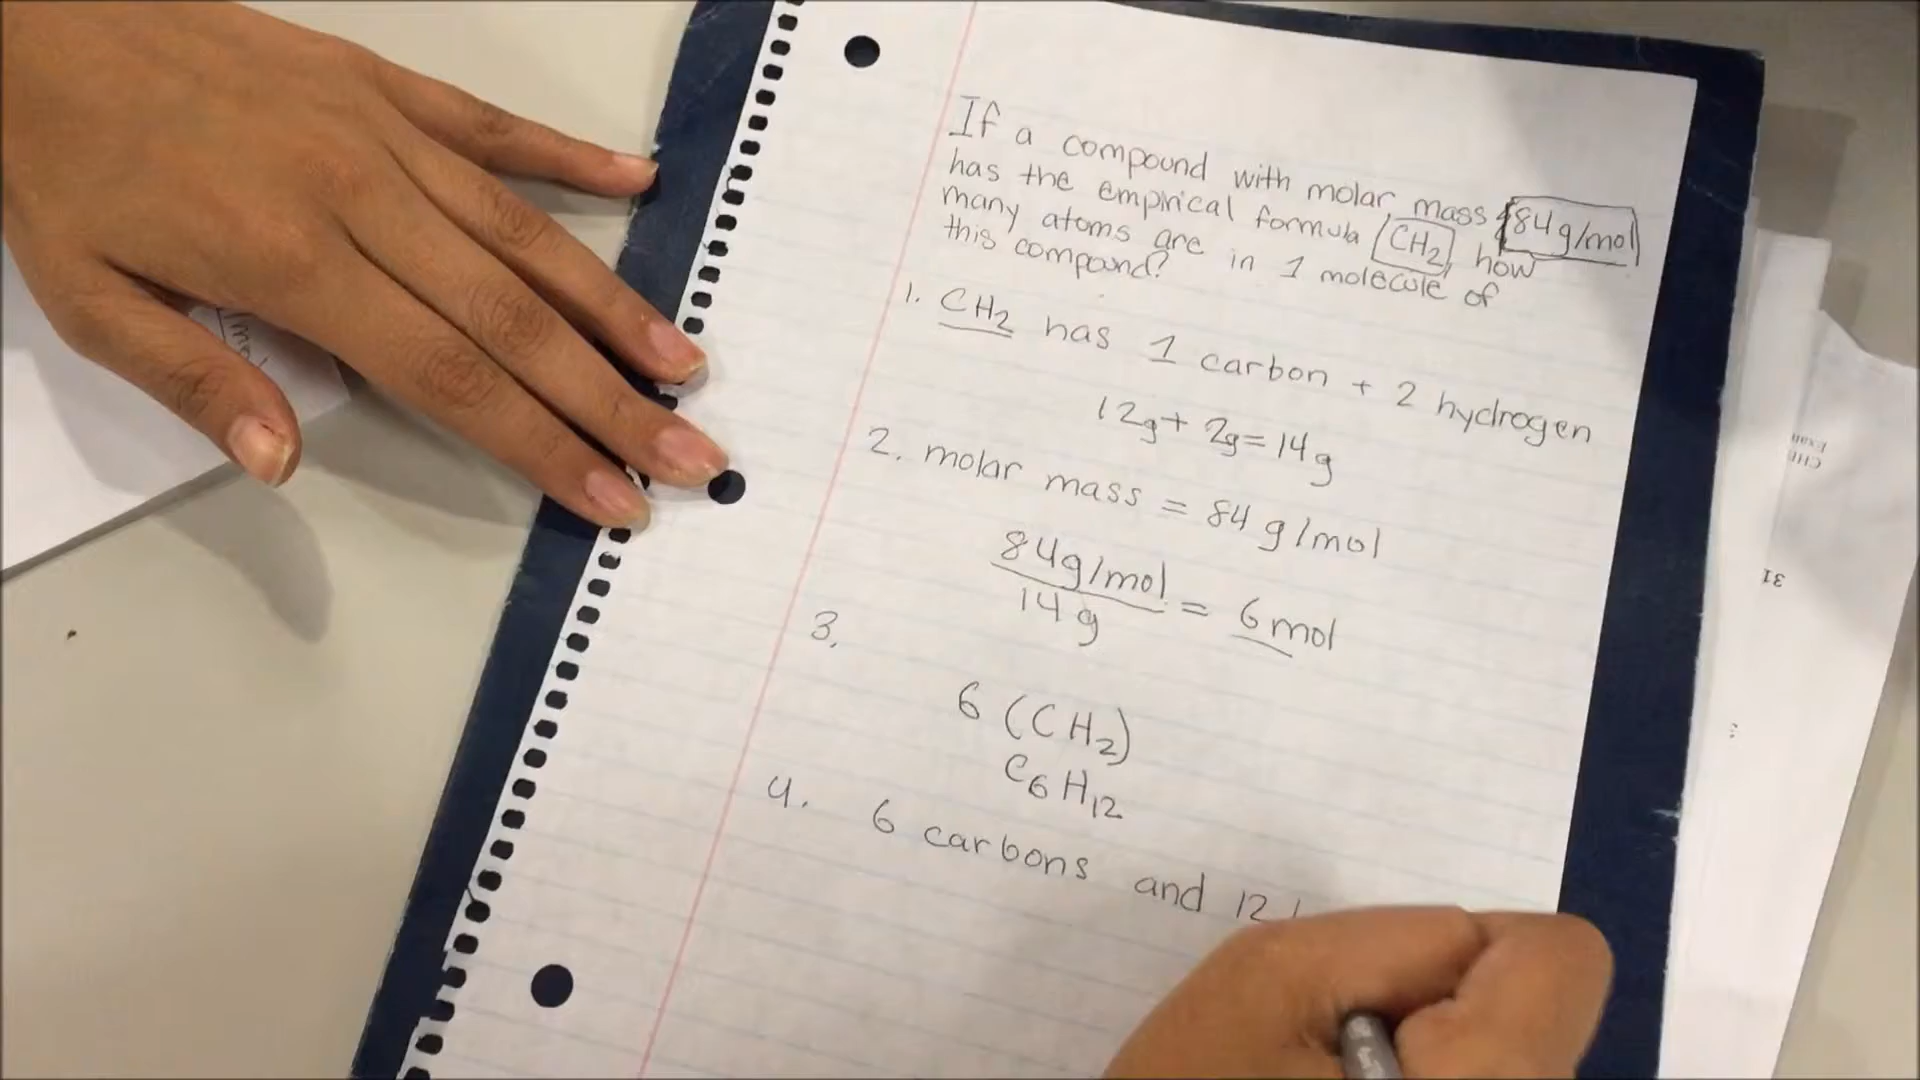 If a compound with molar mass 84g/mol
has the empirical formula CH2, how
many atoms are in 1 molecule of
this compound?
1. CH2 has 1 carbon + 2 hydrogen
12g + 2g = 14g
2. molar mass = 84 g/mol
84g/mol
14 g
= 6 mol
3.
6 (CH2)
C6H12
4. 6 carbons and 12
31